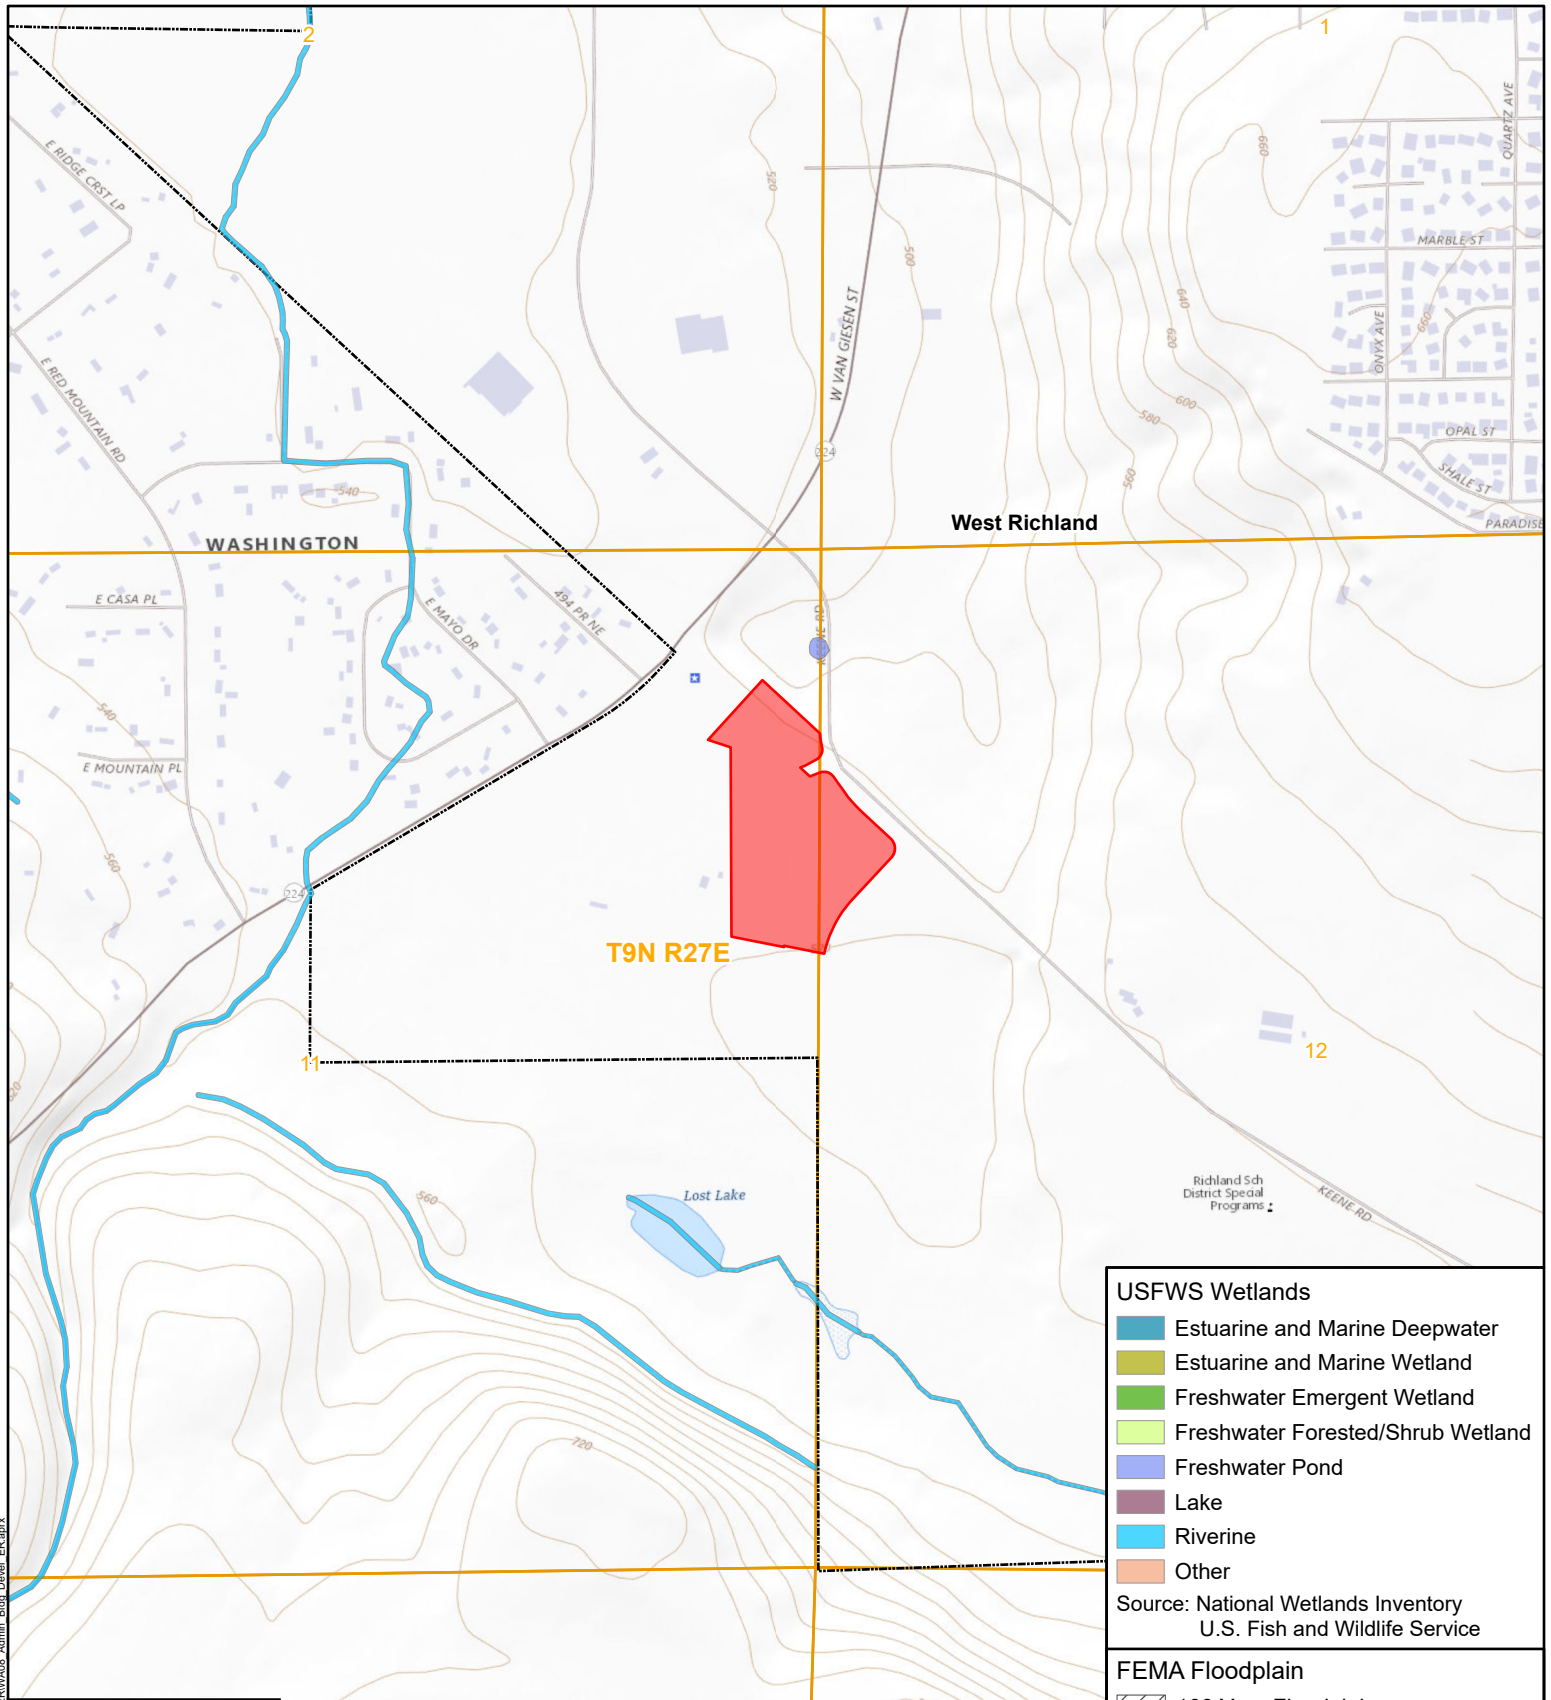 2
1
E RIDGE CRST LP
QUARTZ AVE
660
520
MARBLE ST
500
640
W VAN GIESEN ST
620
660
ONYX AVE
E RED MOUNTAIN RD
600
580
OPAL ST
224
SHALE ST
560
540
West Richland
PARADISE
WASHINGTON
E CASA PL
494 PR NE
E MAYO DR
KEENE RD
540
E MOUNTAIN PL
560
224
T9N R27E
12
11
Richland Sch
District Special
Programs
KEENE RD
560
Lost Lake
720
USFWS Wetlands
Estuarine and Marine Deepwater
Estuarine and Marine Wetland
Freshwater Emergent Wetland
Freshwater Forested/Shrub Wetland
Freshwater Pond
Lake
Riverine
Other
Source: National Wetlands Inventory
U.S. Fish and Wildlife Service
FEMA Floodplain